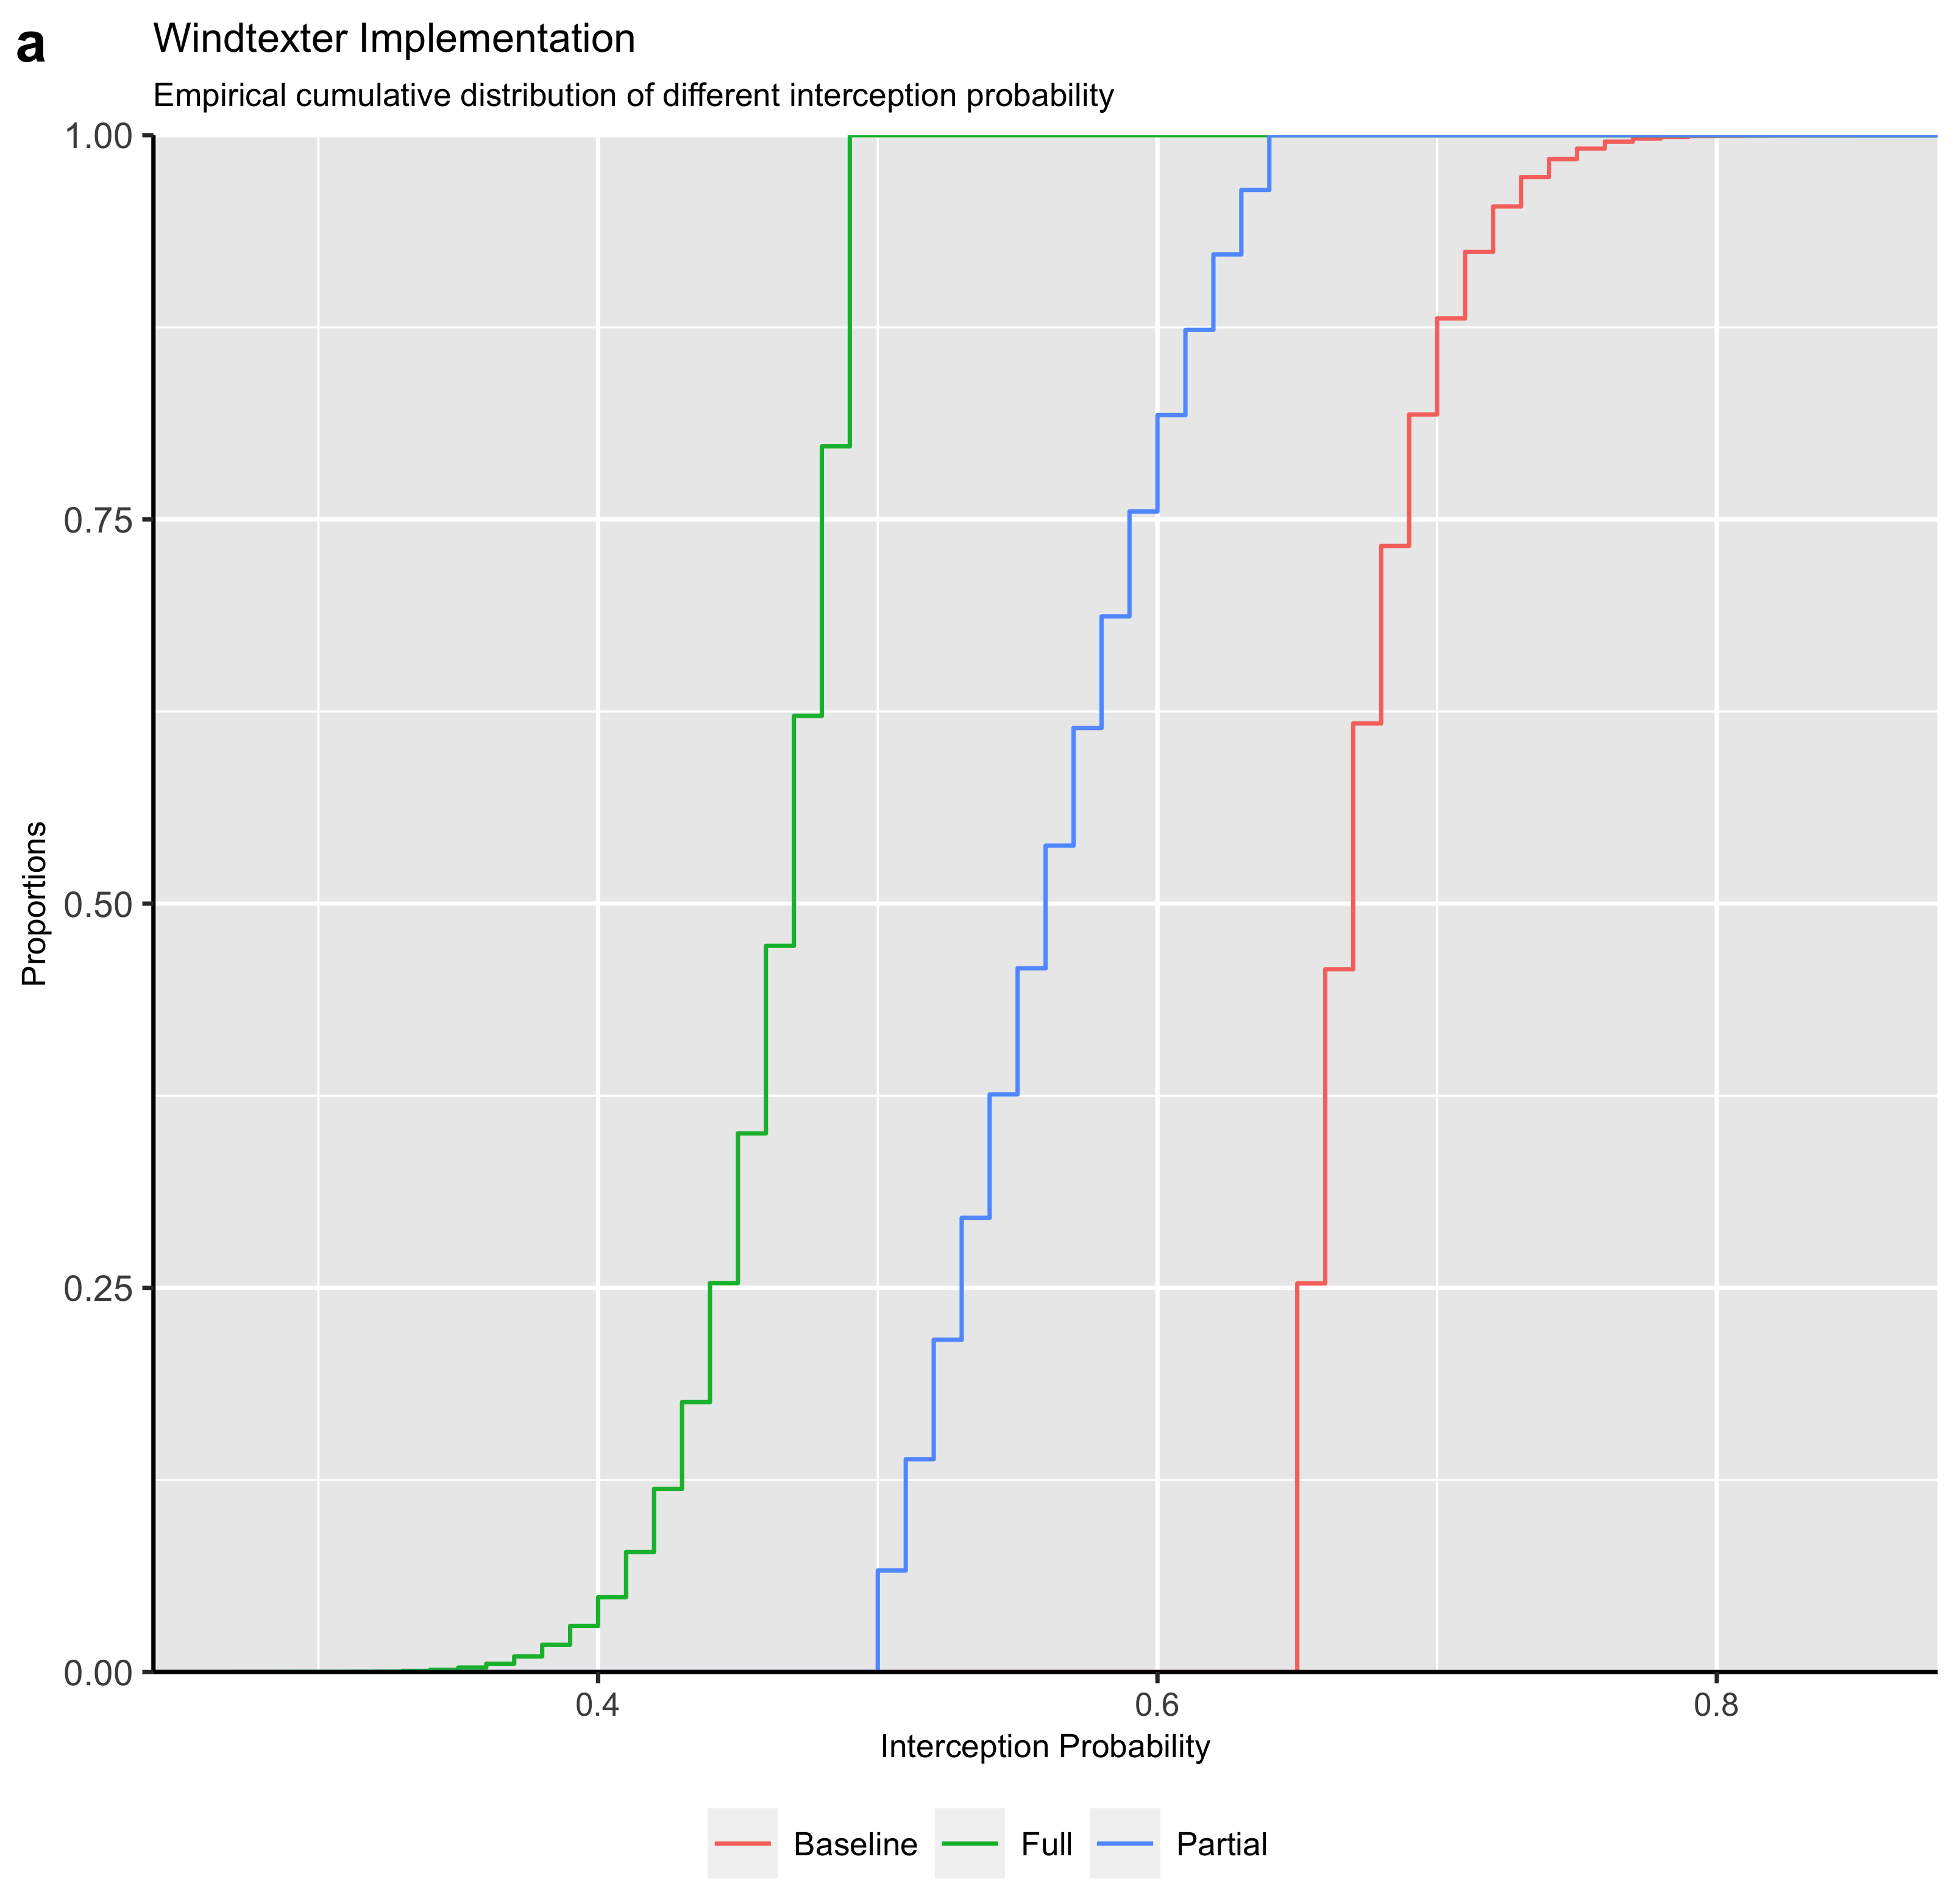 a
Windtexter Implementation
Empirical cumulative distribution of different interception probability
1.00
0.75
0.50
0.25
0.00
Proportions
0.4 0.6 0.8
Interception Probability
Baseline Full Partial